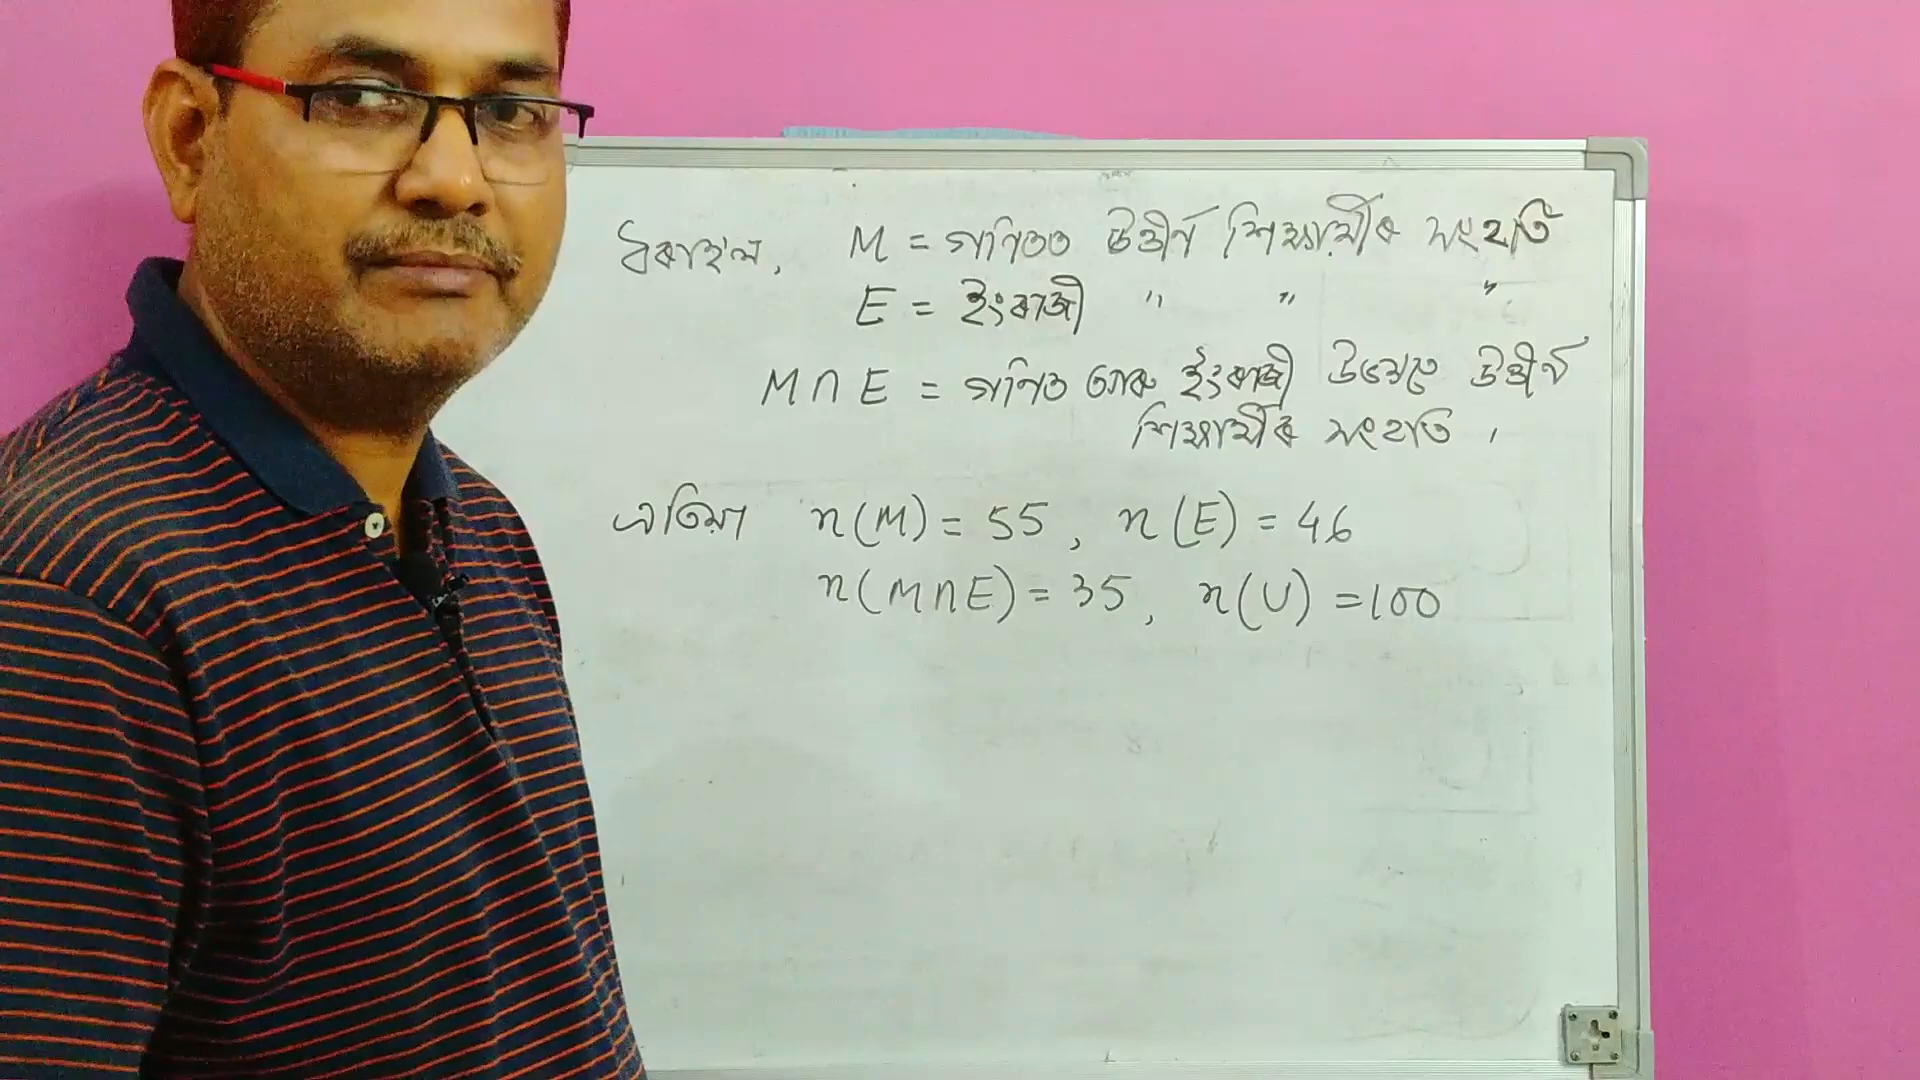 ধৰাহ'ল, M = গণিতত উত্তীৰ্ণ শিক্ষাৰ্থীৰ সংহতি
E = ইংৰাজী " " "
M ∩ E = গণিত আৰু ইংৰাজী উভয়তে উত্তীৰ্ণ
শিক্ষাৰ্থীৰ সংহতি ,
এতিয়া n(M) = 55 , n(E) = 46
n(M∩E) = 35 , n(U) = 100